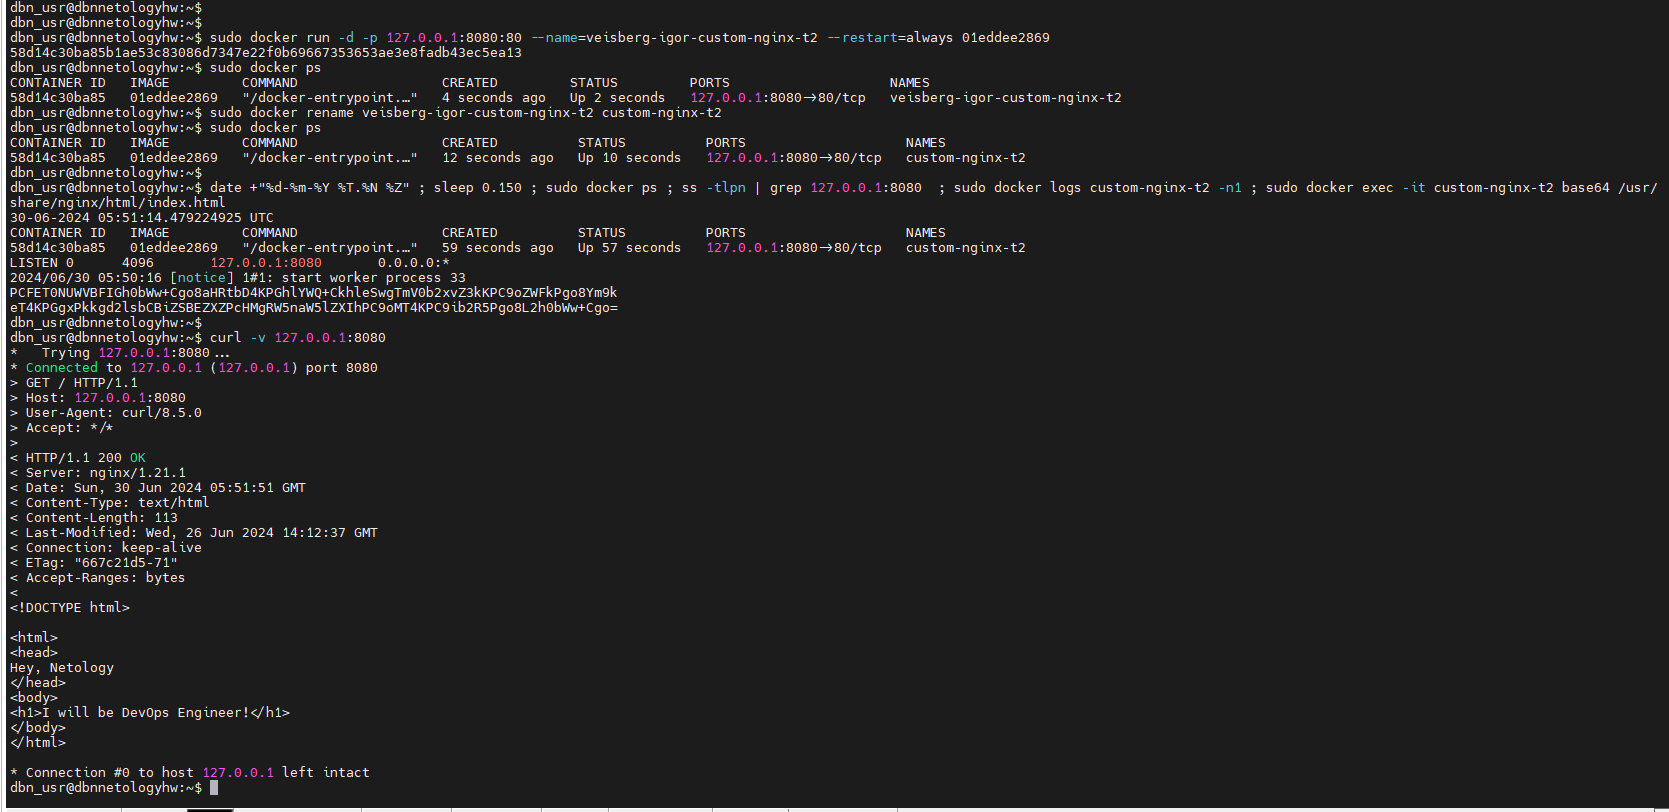 dbn_usr@dbnnetologyhw:~$
dbn_usr@dbnnetologyhw:~$
dbn_usr@dbnnetologyhw:~$ sudo docker run -d -p 127.0.0.1:8080:80 --name=veisberg-igor-custom-nginx-t2 --restart=always 01eddee2869
58d14c30ba85b1ae53c83086d7347e22f0b69667353653ae3e8fadb43ec5ea13
dbn_usr@dbnnetologyhw:~$ sudo docker ps
CONTAINER ID   IMAGE         COMMAND                  CREATED         STATUS         PORTS                    NAMES
58d14c30ba85   01eddee2869   "/docker-entrypoint.…"   4 seconds ago   Up 2 seconds   127.0.0.1:8080->80/tcp   veisberg-igor-custom-nginx-t2
dbn_usr@dbnnetologyhw:~$ sudo docker rename veisberg-igor-custom-nginx-t2 custom-nginx-t2
dbn_usr@dbnnetologyhw:~$ sudo docker ps
CONTAINER ID   IMAGE         COMMAND                  CREATED          STATUS          PORTS                    NAMES
58d14c30ba85   01eddee2869   "/docker-entrypoint.…"   12 seconds ago   Up 10 seconds   127.0.0.1:8080->80/tcp   custom-nginx-t2
dbn_usr@dbnnetologyhw:~$
dbn_usr@dbnnetologyhw:~$ date +"%d-%m-%Y %T.%N %Z" ; sleep 0.150 ; sudo docker ps ; ss -tlpn | grep 127.0.0.1:8080  ; sudo docker logs custom-nginx-t2 -n1 ; sudo docker exec -it custom-nginx-t2 base64 /usr/
share/nginx/html/index.html
30-06-2024 05:51:14.479224925 UTC
CONTAINER ID   IMAGE         COMMAND                  CREATED          STATUS          PORTS                    NAMES
58d14c30ba85   01eddee2869   "/docker-entrypoint.…"   59 seconds ago   Up 57 seconds   127.0.0.1:8080->80/tcp   custom-nginx-t2
LISTEN 0      4096       127.0.0.1:8080       0.0.0.0:*
2024/06/30 05:50:16 [notice] 1#1: start worker process 33
PCFET0NUWVBFIGh0bWw+Cgo8aHRtbD4KPGhlYWQ+CkhleSwgTmV0b2xvZ3kKPC9oZWFkPgo8Ym9k
eT4KPGgxPkkgd2lsbCBiZSBEZXZPcHMgRW5naW5lZXIhPC9oMT4KPC9ib2R5Pgo8L2h0bWw+Cgo=
dbn_usr@dbnnetologyhw:~$
dbn_usr@dbnnetologyhw:~$ curl -v 127.0.0.1:8080
*   Trying 127.0.0.1:8080...
* Connected to 127.0.0.1 (127.0.0.1) port 8080
> GET / HTTP/1.1
> Host: 127.0.0.1:8080
> User-Agent: curl/8.5.0
> Accept: */*
>
< HTTP/1.1 200 OK
< Server: nginx/1.21.1
< Date: Sun, 30 Jun 2024 05:51:51 GMT
< Content-Type: text/html
< Content-Length: 113
< Last-Modified: Wed, 26 Jun 2024 14:12:37 GMT
< Connection: keep-alive
< ETag: "667c21d5-71"
< Accept-Ranges: bytes
<
<!DOCTYPE html>

<html>
<head>
Hey, Netology
</head>
<body>
<h1>I will be DevOps Engineer!</h1>
</body>
</html>

* Connection #0 to host 127.0.0.1 left intact
dbn_usr@dbnnetologyhw:~$